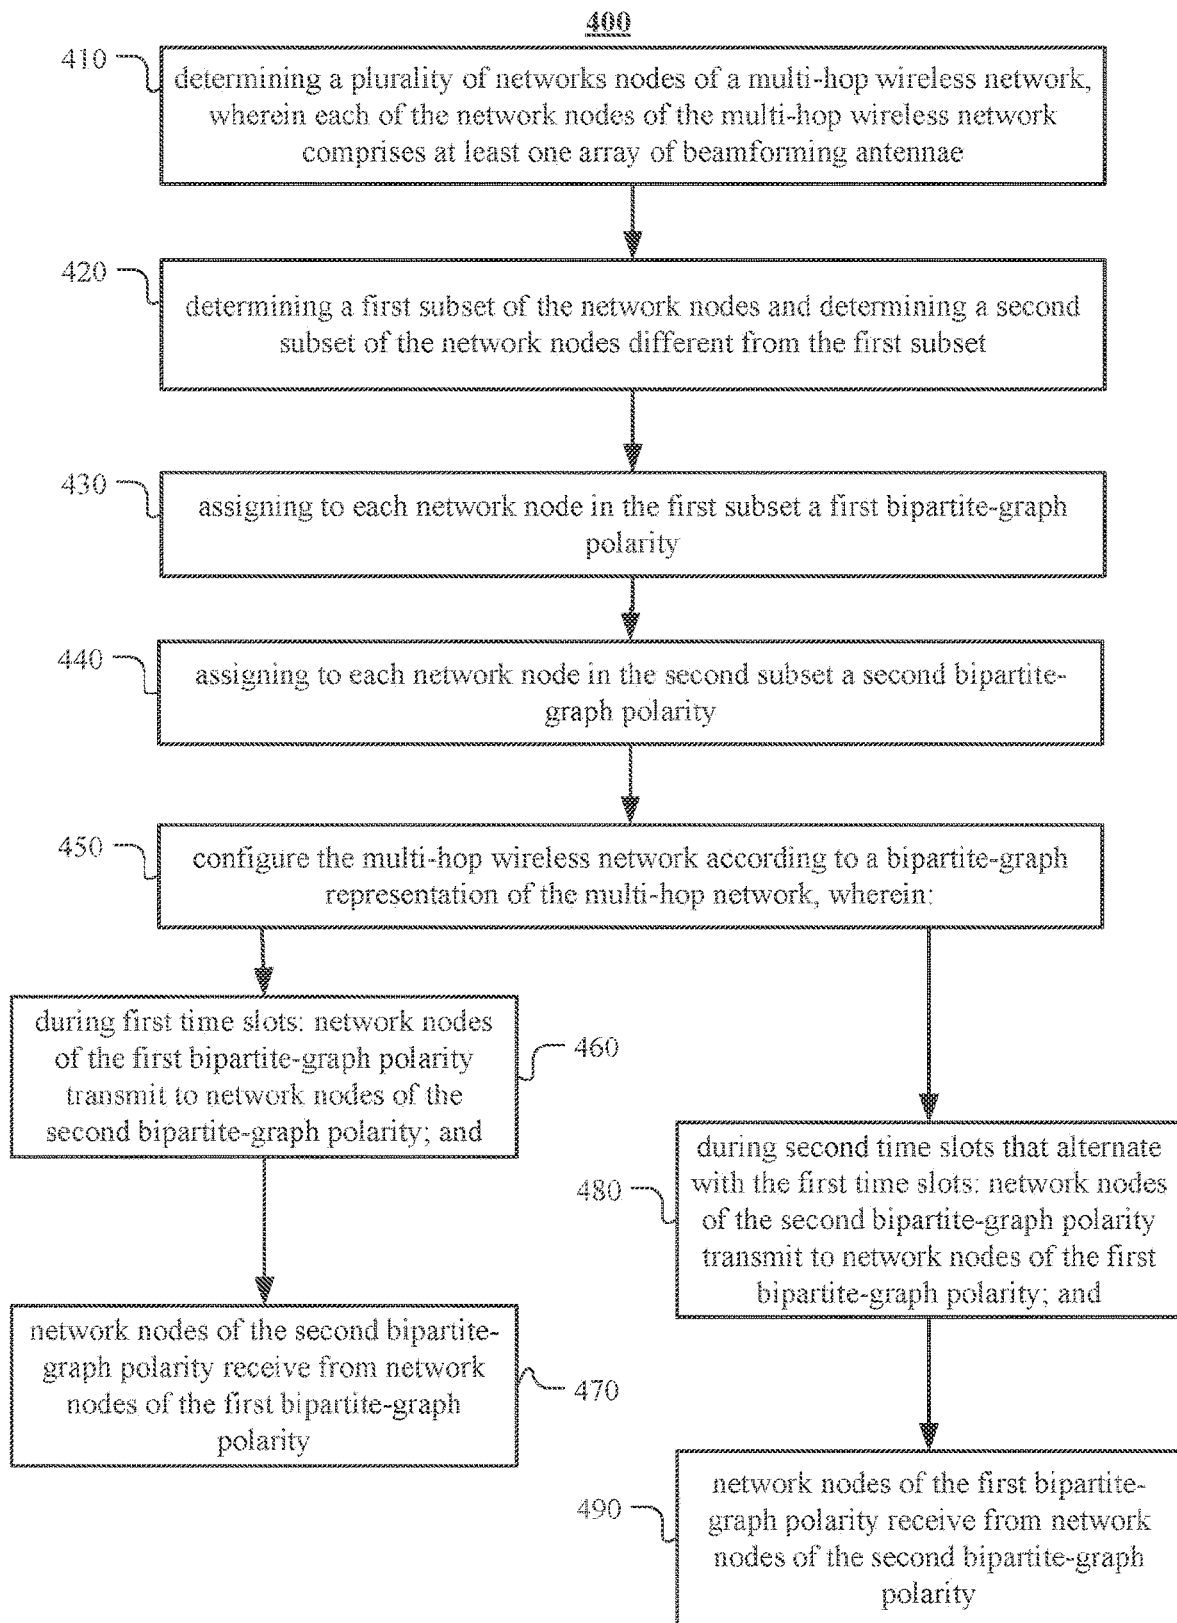 400
410
determining a plurality of networks nodes of a multi-hop wireless network,
wherein each of the network nodes of the multi-hop wireless network
comprises at least one array of beamforming antennae
420
determining a first subset of the network nodes and determining a second
subset of the network nodes different from the first subset
430
assigning to each network node in the first subset a first bipartite-graph
polarity
440
assigning to each network node in the second subset a second bipartite-
graph polarity
450
configure the multi-hop wireless network according to a bipartite-graph
representation of the multi-hop network, wherein:
during first time slots: network nodes
of the first bipartite-graph polarity
transmit to network nodes of the
second bipartite-graph polarity; and
460
network nodes of the second bipartite-
graph polarity receive from network
nodes of the first bipartite-graph
polarity
470
480
during second time slots that alternate
with the first time slots: network nodes
of the second bipartite-graph polarity
transmit to network nodes of the first
bipartite-graph polarity; and
490
network nodes of the first bipartite-
graph polarity receive from network
nodes of the second bipartite-graph
polarity